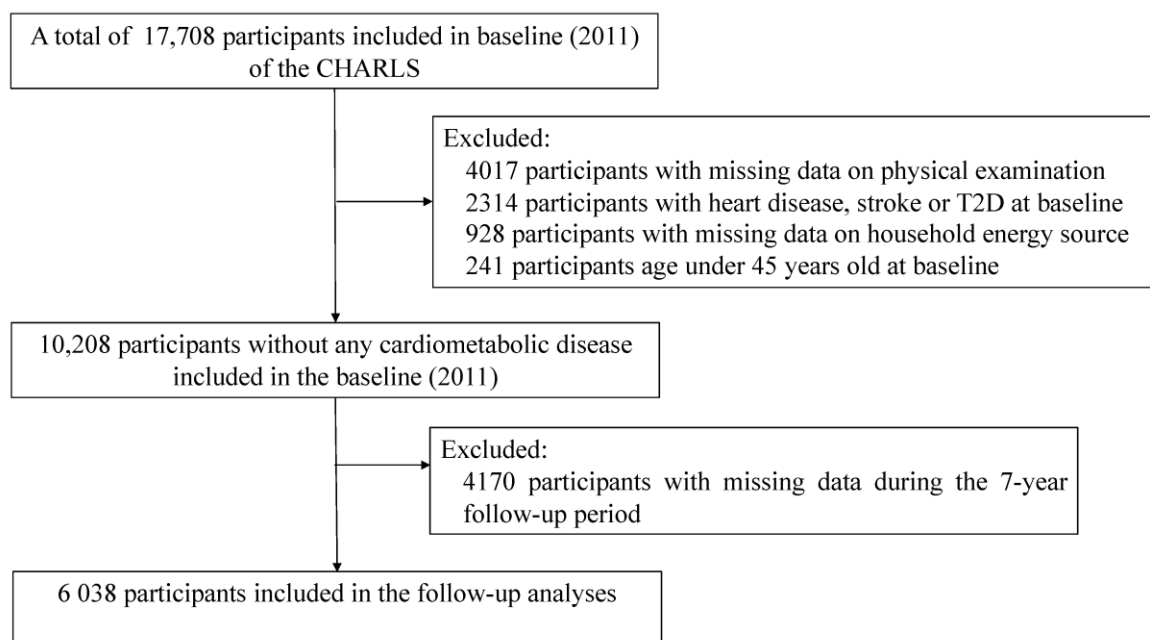 A total of 17,708 participants included in baseline (2011)
of the CHARLS
Excluded:
4017 participants with missing data on physical examination
2314 participants with heart disease, stroke or T2D at baseline
928 participants with missing data on household energy source
241 participants age under 45 years old at baseline
10,208 participants without any cardiometabolic disease
included in the baseline (2011)
Excluded:
4170 participants with missing data during the 7-year
follow-up period
6 038 participants included in the follow-up analyses